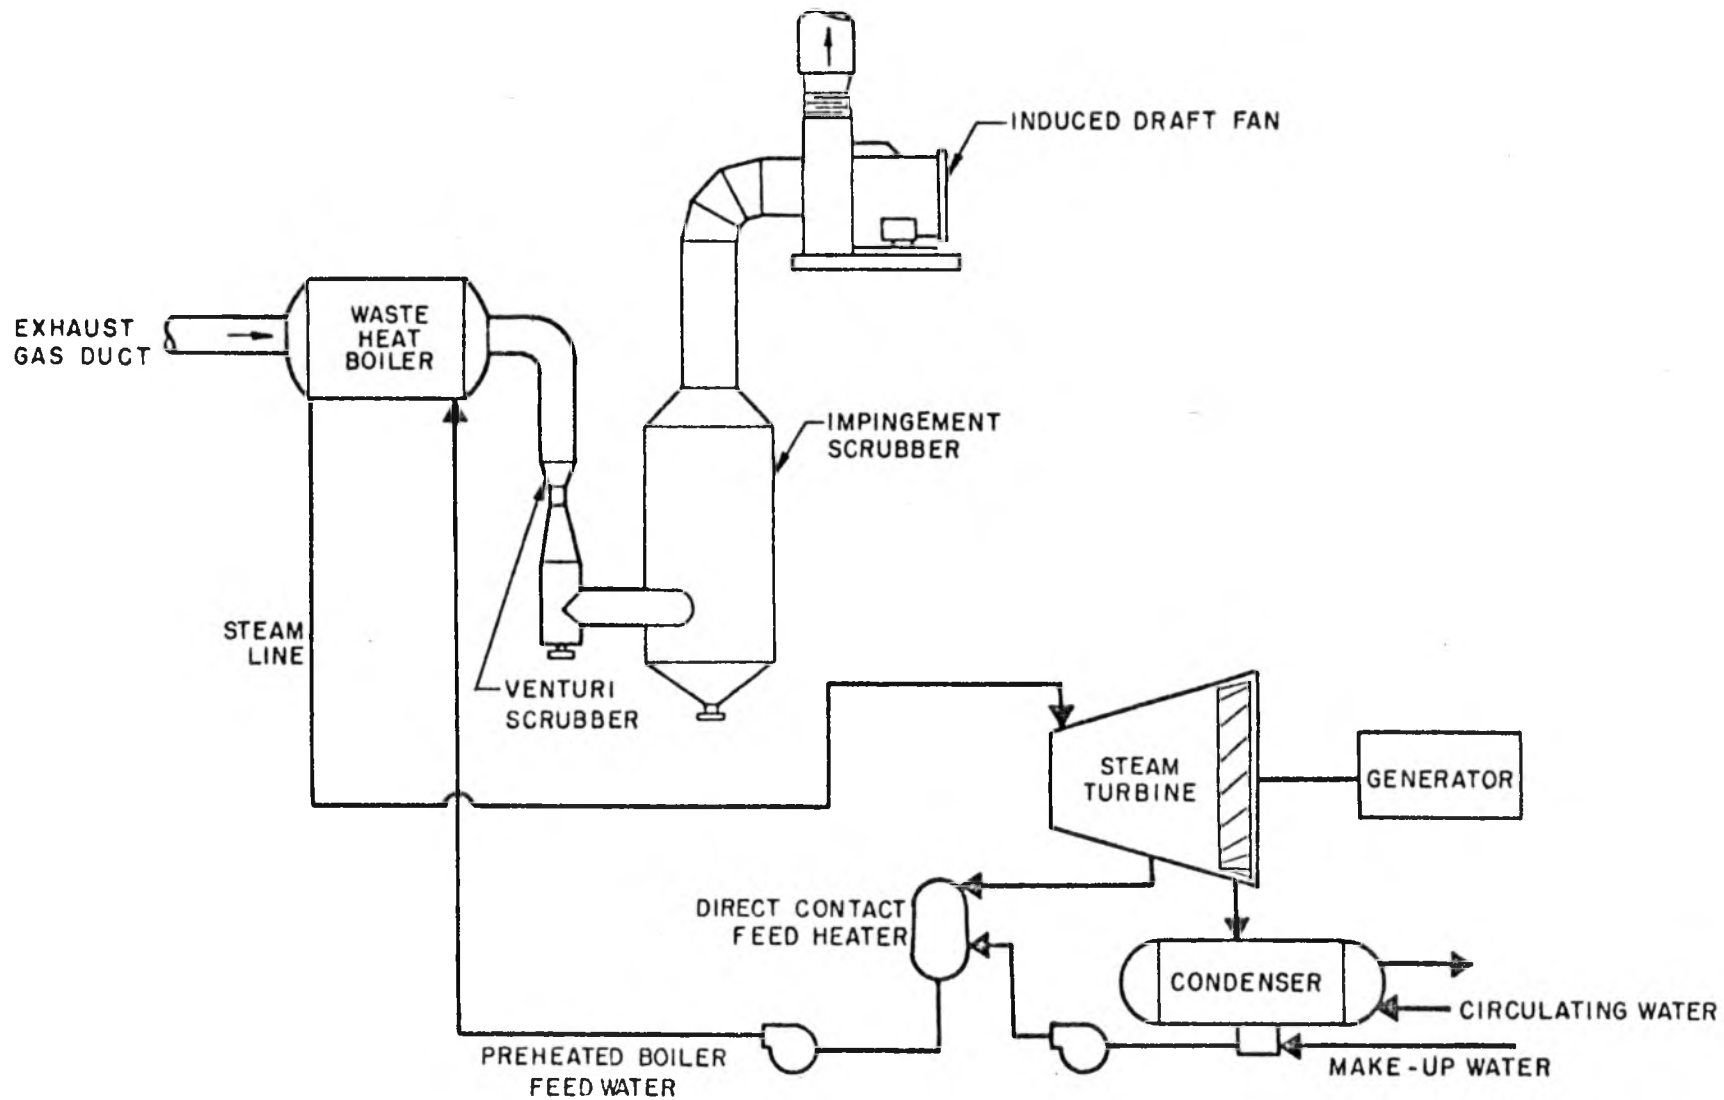 INDUCED DRAFT FAN
EXHAUST
GAS DUCT
WASTE
HEAT
BOILER
IMPINGEMENT
SCRUBBER
STEAM
LINE
VENTURI
SCRUBBER
STEAM
TURBINE
GENERATOR
DIRECT CONTACT
FEED HEATER
CONDENSER
CIRCULATING WATER
PREHEATED BOILER
FEED WATER
MAKE-UP WATER